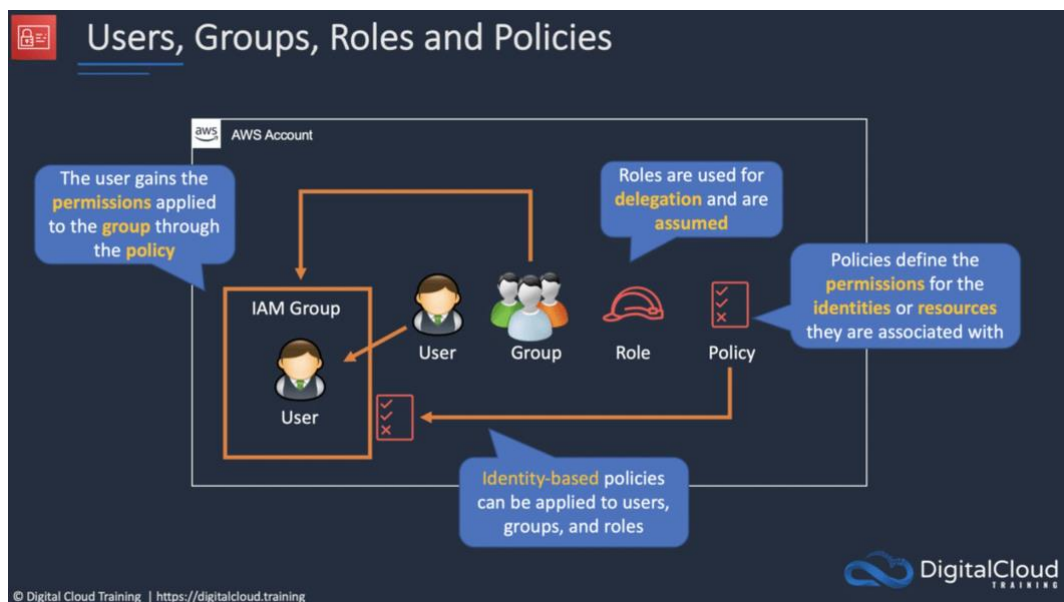 Users, Groups, Roles and Policies
aws
AWS Account
The user gains the
permissions applied
to the group through
the policy
Roles are used for
delegation and are
assumed
Policies define the
permissions for the
identities or resources
they are associated with
IAM Group
User
User
Group
Role
Policy
Identity-based policies
can be applied to users,
groups, and roles
DigitalCloud
TRAINING
© Digital Cloud Training | https://digitalcloud.training